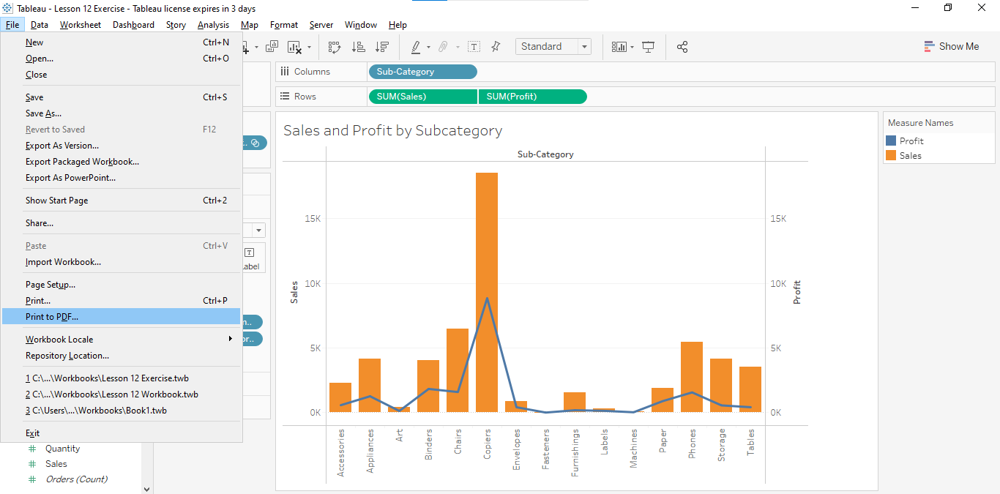 Tableau - Lesson 12 Exercise - Tableau license expires in 3 days
File Data Worksheet Dashboard Story Analysis Map Format Server Window Help
New Ctrl+N
Open... Ctrl+O
Close
Save Ctrl+S
Save As...
Revert to Saved F12
Export As Version...
Export Packaged Workbook...
Export As PowerPoint...
Show Start Page Ctrl+2
Share...
Paste Ctrl+V
Import Workbook...
Page Setup...
Print... Ctrl+P
Print to PDF...
Workbook Locale
Repository Location...
1 C:\...\Workbooks\Lesson 12 Exercise.twb
2 C:\...\Workbooks\Lesson 12 Workbook.twb
3 C:\Users\...\Workbooks\Book1.twb
Exit
Quantity
Sales
Orders (Count)
Standard
Show Me
Columns Sub-Category
Rows SUM(Sales) SUM(Profit)
Sales and Profit by Subcategory
Sub-Category
15K 15K
10K 10K
5K 5K
0K 0K
Sales
Profit
Accessories
Appliances
Art
Binders
Chairs
Copiers
Envelopes
Fasteners
Furnishings
Labels
Machines
Paper
Phones
Storage
Tables
Measure Names
Profit
Sales